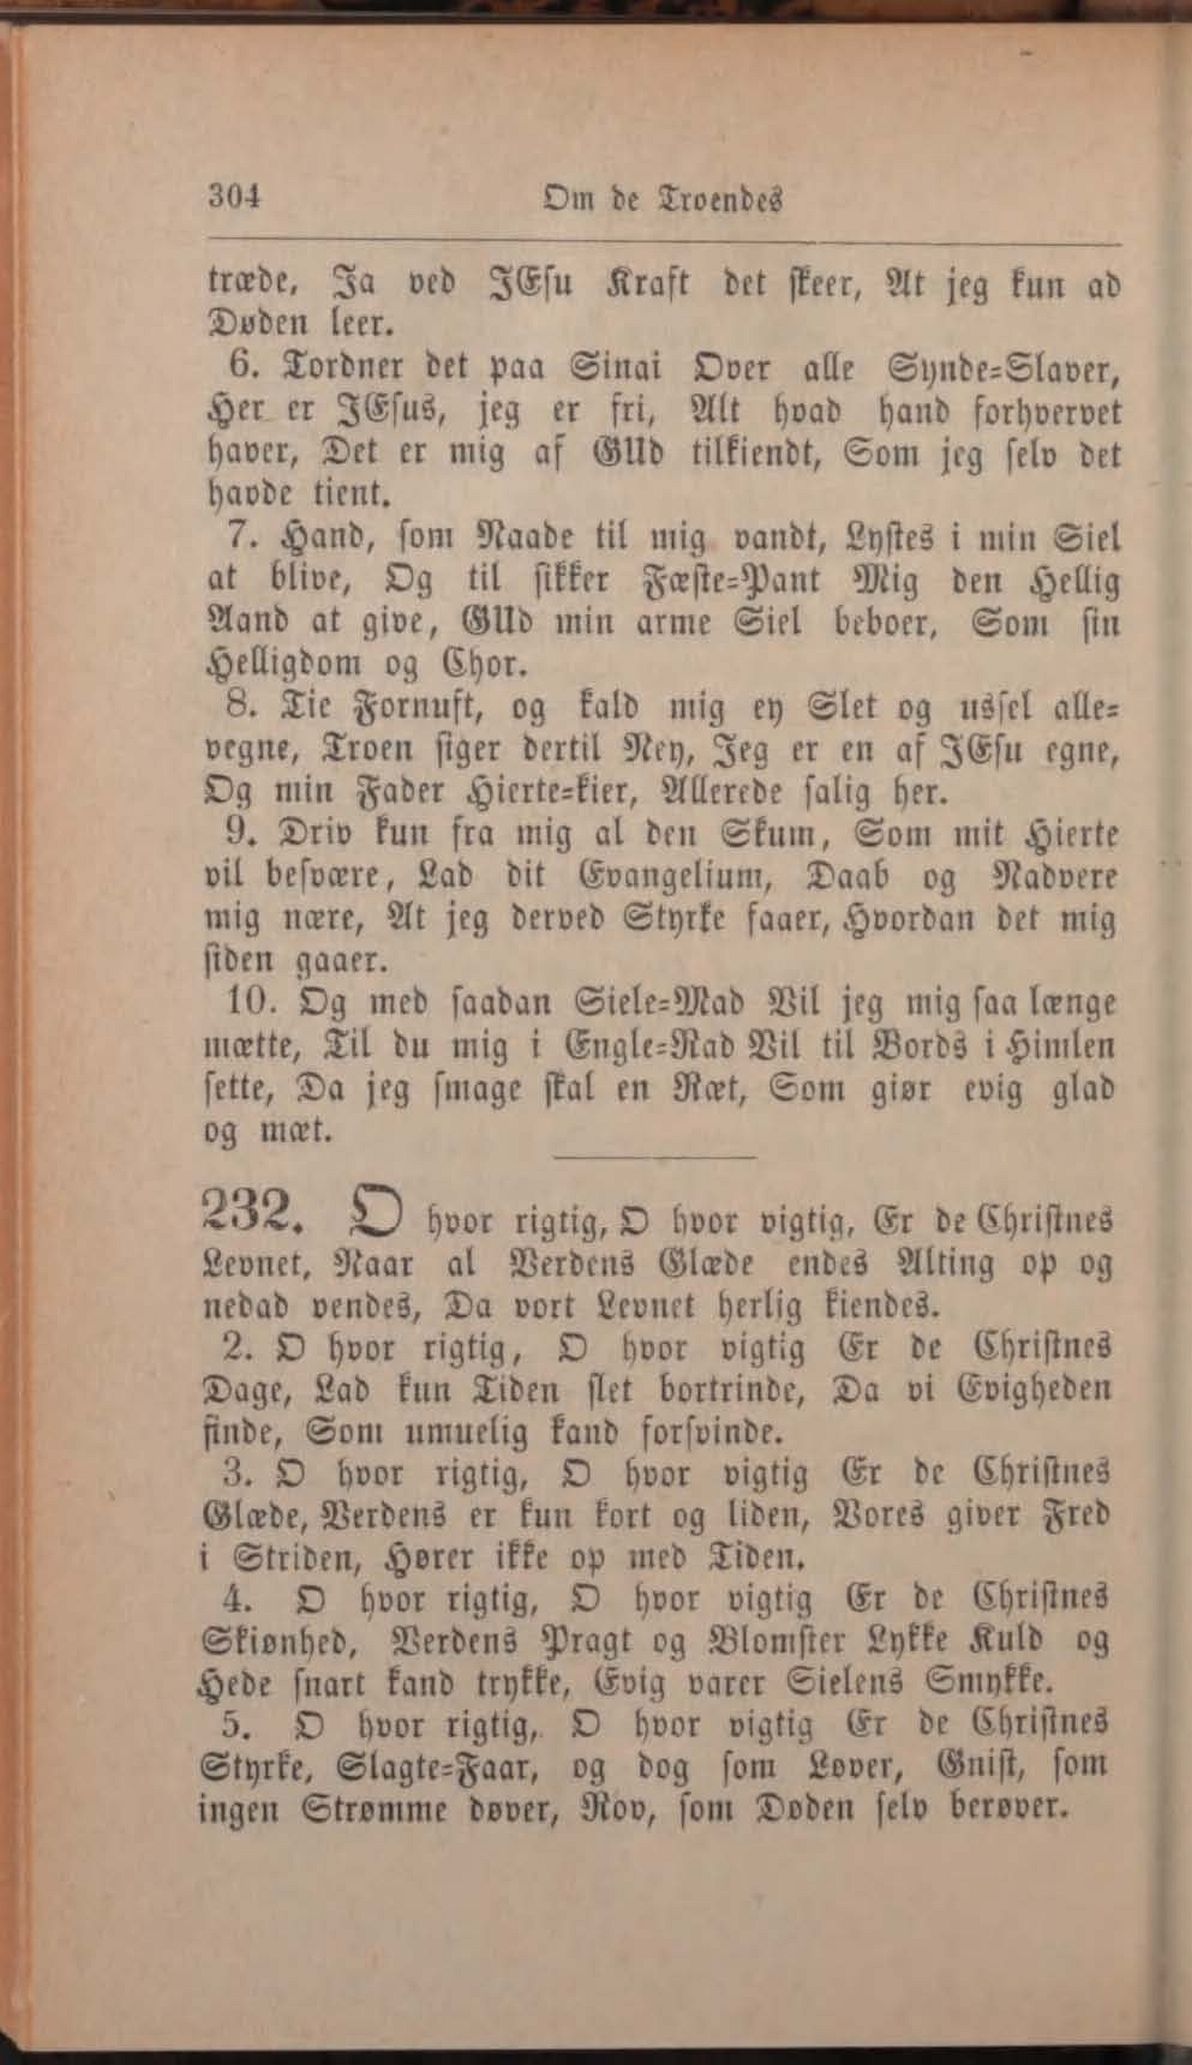 304 Om de Troendes
træde, Ja ved JEsu Kraft det skeer, At jeg kun ad
Døden leer.
6. Tordner det paa Sinai Over alle Synde-Slaver,
Her er JEsus, jeg er fri, Alt hvad hand forhvervet
haver, Det er mig af GUd tilkiendt, Som jeg selv det
havde tient.
7. Hand, som Naade til mig vandt, Lystes i min Siel
at blive, Og til sikker Fæste-Pant Mig den Hellig
Aand at give, GUd min arme Siel beboer, Som sin
Helligdom og Chor.
8. Tie Fornuft, og kald mig ey Slet og ussel alle-
vegne, Troen siger dertil Ney, Jeg er en af JEsu egne,
Og min Fader Hierte-kier, Allerede salig her.
9. Driv kun fra mig al den Skum, Som mit Hierte
vil besvære, Lad dit Evangelium, Daab og Nadvere
mig nære, At jeg derved Styrke faaer, Hvordan det mig
siden gaaer.
10. Og med saadan Siele-Mad Vil jeg mig saa længe
mætte, Til du mig i Engle-Rad Vil til Bords i Himlen
sette, Da jeg smage skal en Ræt, Som giør evig glad
og mæt.
232. O hvor rigtig, O hvor vigtig, Er de Christnes
Levnet, Naar al Verdens Glæde endes Alting op og
nedad vendes, Da vort Levnet herlig kiendes.
2. O hvor rigtig, O hvor vigtig Er de Christnes
Dage, Lad kun Tiden slet bortrinde, Da vi Evigheden
finde, Som umuelig kand forsvinde.
3. O hvor rigtig, O hvor vigtig Er de Christnes
Glæde, Verdens er kun kort og liden, Vores giver Fred
i Striden, Hører ikke op med Tiden.
4. O hvor rigtig, O hvor vigtig Er de Christnes
Skiønhed, Verdens Pragt og Blomster Lykke Kuld og
Hede snart kand trykke, Evig varer Sielens Smykke.
5. O hvor rigtig, O hvor vigtig Er de Christnes
Styrke, Slagte-Faar, og dog som Løver, Gnist, som
ingen Strømme døver, Rov, som Døden selv berøver.